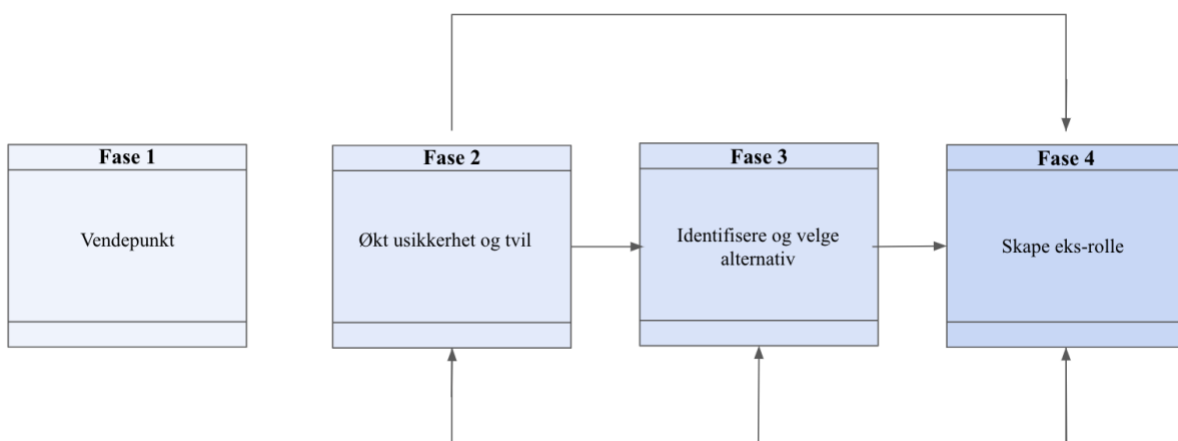 Fase 1
Vendepunkt
Fase 2
Økt usikkerhet og tvil
Fase 3
Identifisere og velge
alternativ
Fase 4
Skape eks-rolle